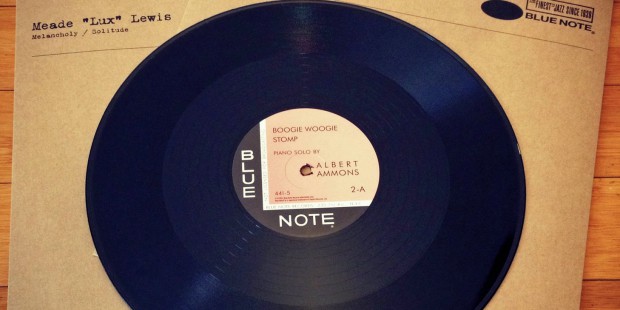 Meade "Lux" Lewis
Melancholy / Solitude
THE FINEST IN JAZZ SINCE 1939
BLUE NOTE
BOOGIE WOOGIE
STOMP
PIANO SOLO BY
ALBERT
AMMONS
441-5
2-A
BLUE
NOTE